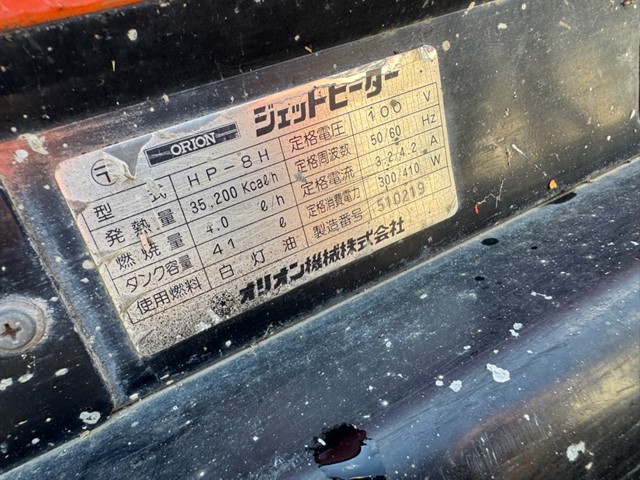 〒 ORION ジェットヒーター
型式 HP-8H 定格電圧 100 V
発熱量 35,200 Kcal/h 定格周波数 50/60 Hz
燃焼量 4.0 ℓ/h 定格電流 3.2/4.2 A
タンク容量 41 ℓ 定格消費電力 300/410 W
使用燃料 白灯油 製造番号 510219
オリオン機械株式会社